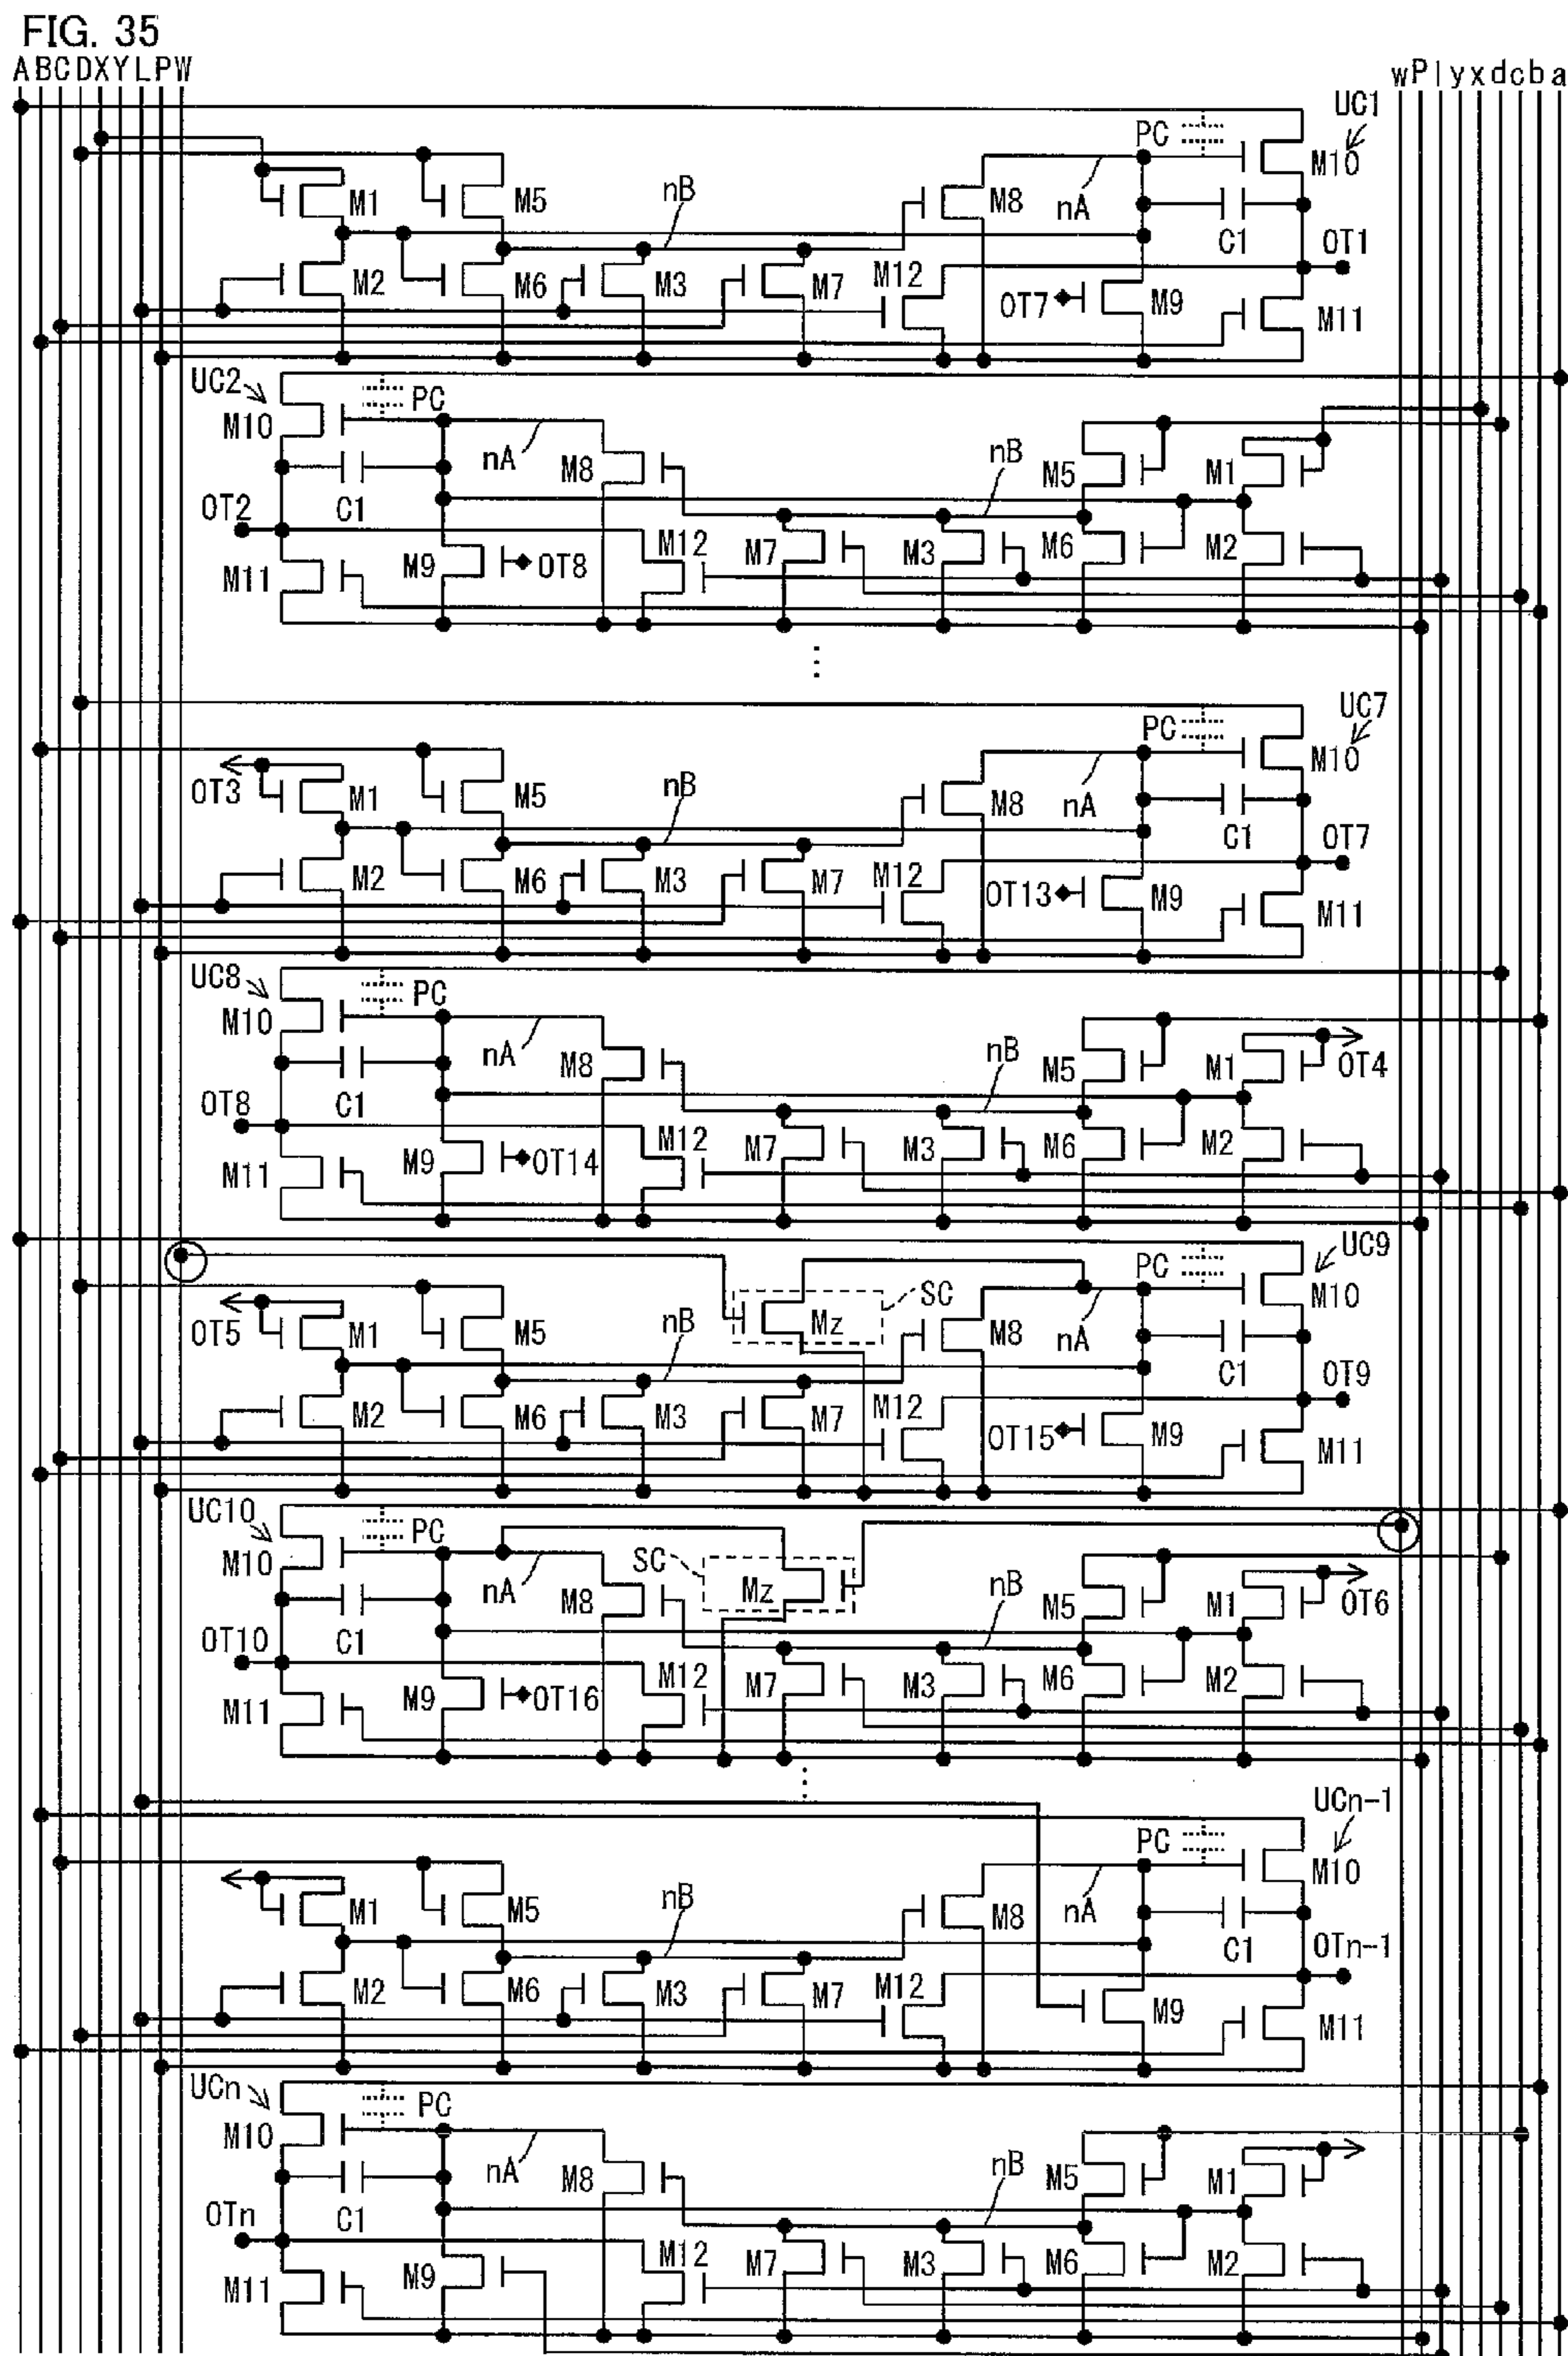 FIG. 35
A B C D X Y L P W
w P l y x d c b a
UC1
PC
M10
M1
M5
nB
M8
nA
C1
OT1
M2
M6
M3
M7
M12
OT7
M9
M11
UC2
PC
M10
nA
M8
nB
M5
M1
OT2
C1
M11
M9
OT8
M12
M7
M3
M6
M2
⋮
UC7
PC
M10
OT3
M1
M5
nB
M8
nA
C1
OT7
M2
M6
M3
M7
M12
OT13
M9
M11
UC8
PC
M10
nA
M8
nB
M5
M1
OT4
OT8
C1
M11
M9
OT14
M12
M7
M3
M6
M2
UC9
PC
SC
M10
OT5
M1
M5
nB
Mz
M8
nA
C1
OT9
M2
M6
M3
M7
M12
OT15
M9
M11
UC10
PC
M10
SC
nA
M8
Mz
nB
M5
M1
OT6
OT10
C1
M11
M9
OT16
M12
M7
M3
M6
M2
⋮
UCn-1
PC
M10
M1
M5
nB
M8
nA
C1
OTn-1
M2
M6
M3
M7
M12
M9
M11
UCn
PC
M10
nA
M8
nB
M5
M1
OTn
C1
M11
M9
M12
M7
M3
M6
M2